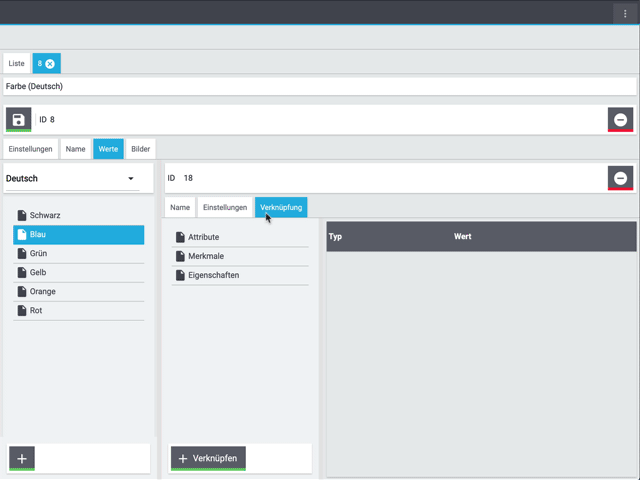 Liste 8
Farbe (Deutsch)
ID 8
Einstellungen Name Werte Bilder
Deutsch
ID 18
Name Einstellungen Verknüpfung
Schwarz
Blau
Grün
Gelb
Orange
Rot
Attribute
Merkmale
Eigenschaften
Typ Wert
Verknüpfen